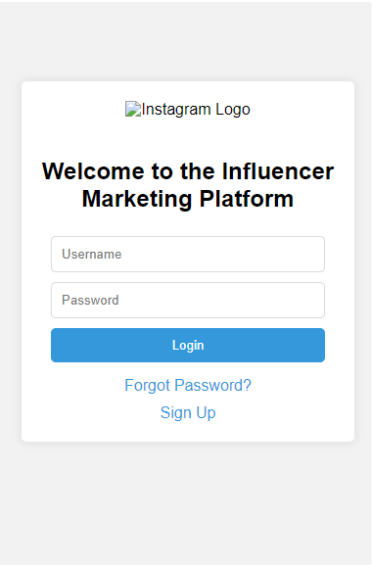 Instagram Logo
Welcome to the Influencer
Marketing Platform
Username
Password
Login
Forgot Password?
Sign Up